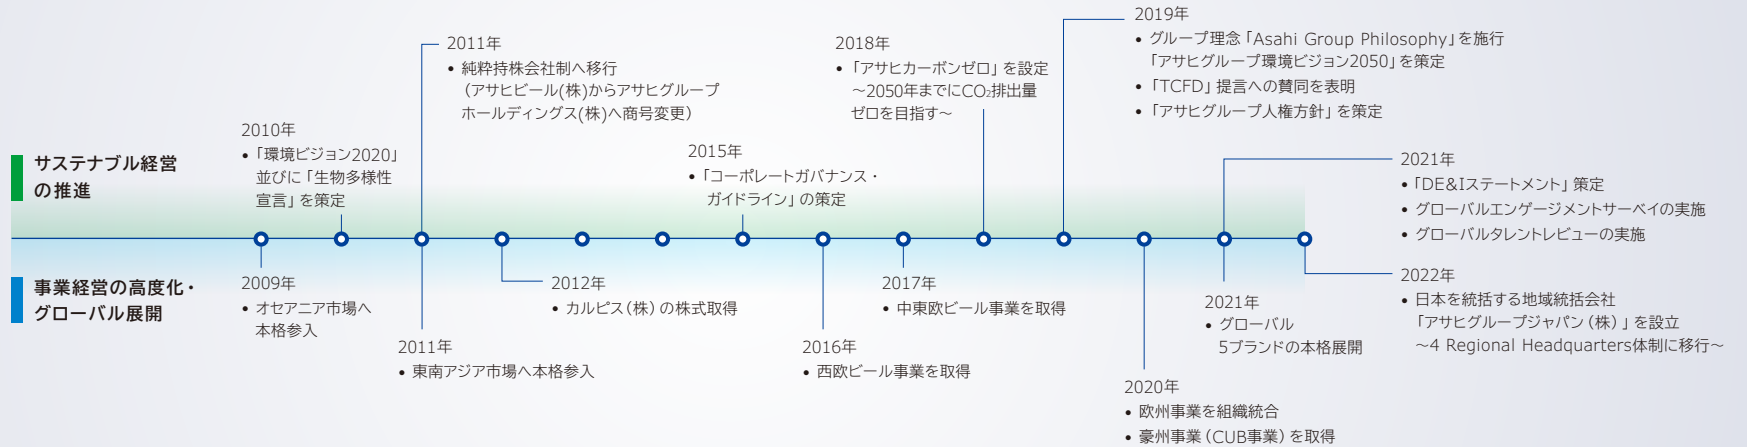 サステナブル経営
の推進
2010年
• 「環境ビジョン2020」
並びに「生物多様性
宣言」を策定
2011年
• 純粋持株会社制へ移行
（アサヒビール(株)からアサヒグループ
ホールディングス(株)へ商号変更）
2015年
• 「コーポレートガバナンス・
ガイドライン」の策定
2018年
• 「アサヒカーボンゼロ」を設定
～2050年までにCO₂排出量
ゼロを目指す～
2019年
• グループ理念「Asahi Group Philosophy」を施行
「アサヒグループ環境ビジョン2050」を策定
• 「TCFD」提言への賛同を表明
• 「アサヒグループ人権方針」を策定
2021年
• 「DE&Iステートメント」策定
• グローバルエンゲージメントサーベイの実施
• グローバルタレントレビューの実施
事業経営の高度化・
グローバル展開
2009年
• オセアニア市場へ
本格参入
2011年
• 東南アジア市場へ本格参入
2012年
• カルピス（株）の株式取得
2016年
• 西欧ビール事業を取得
2017年
• 中東欧ビール事業を取得
2020年
• 欧州事業を組織統合
• 豪州事業（CUB事業）を取得
2021年
• グローバル
5ブランドの本格展開
2022年
• 日本を統括する地域統括会社
「アサヒグループジャパン（株）」を設立
～4 Regional Headquarters体制に移行～